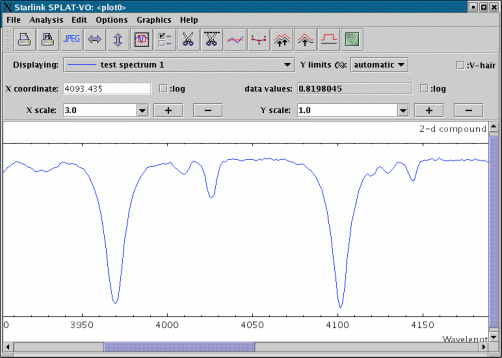 Starlink SPLAT-VO: <plot0>
File Analysis Edit Options Graphics Help
JPEG
Displaying: test spectrum 1 Y limits (%): automatic :V-hair
X coordinate: 4093.435 :log data values: 0.8198045 :log
X scale: 3.0 + − Y scale: 1.0 + −
2-d compound
0 3950 4000 4050 4100 4150
Wavelengt